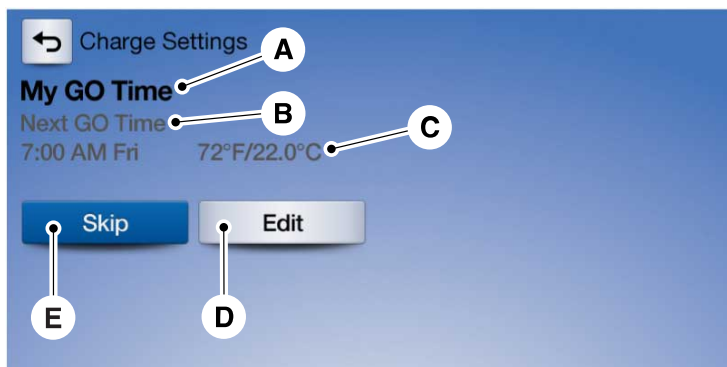 Charge Settings
A
My GO Time
B
Next GO Time
C
7:00 AM Fri 72°F/22.0°C
Skip Edit
E D